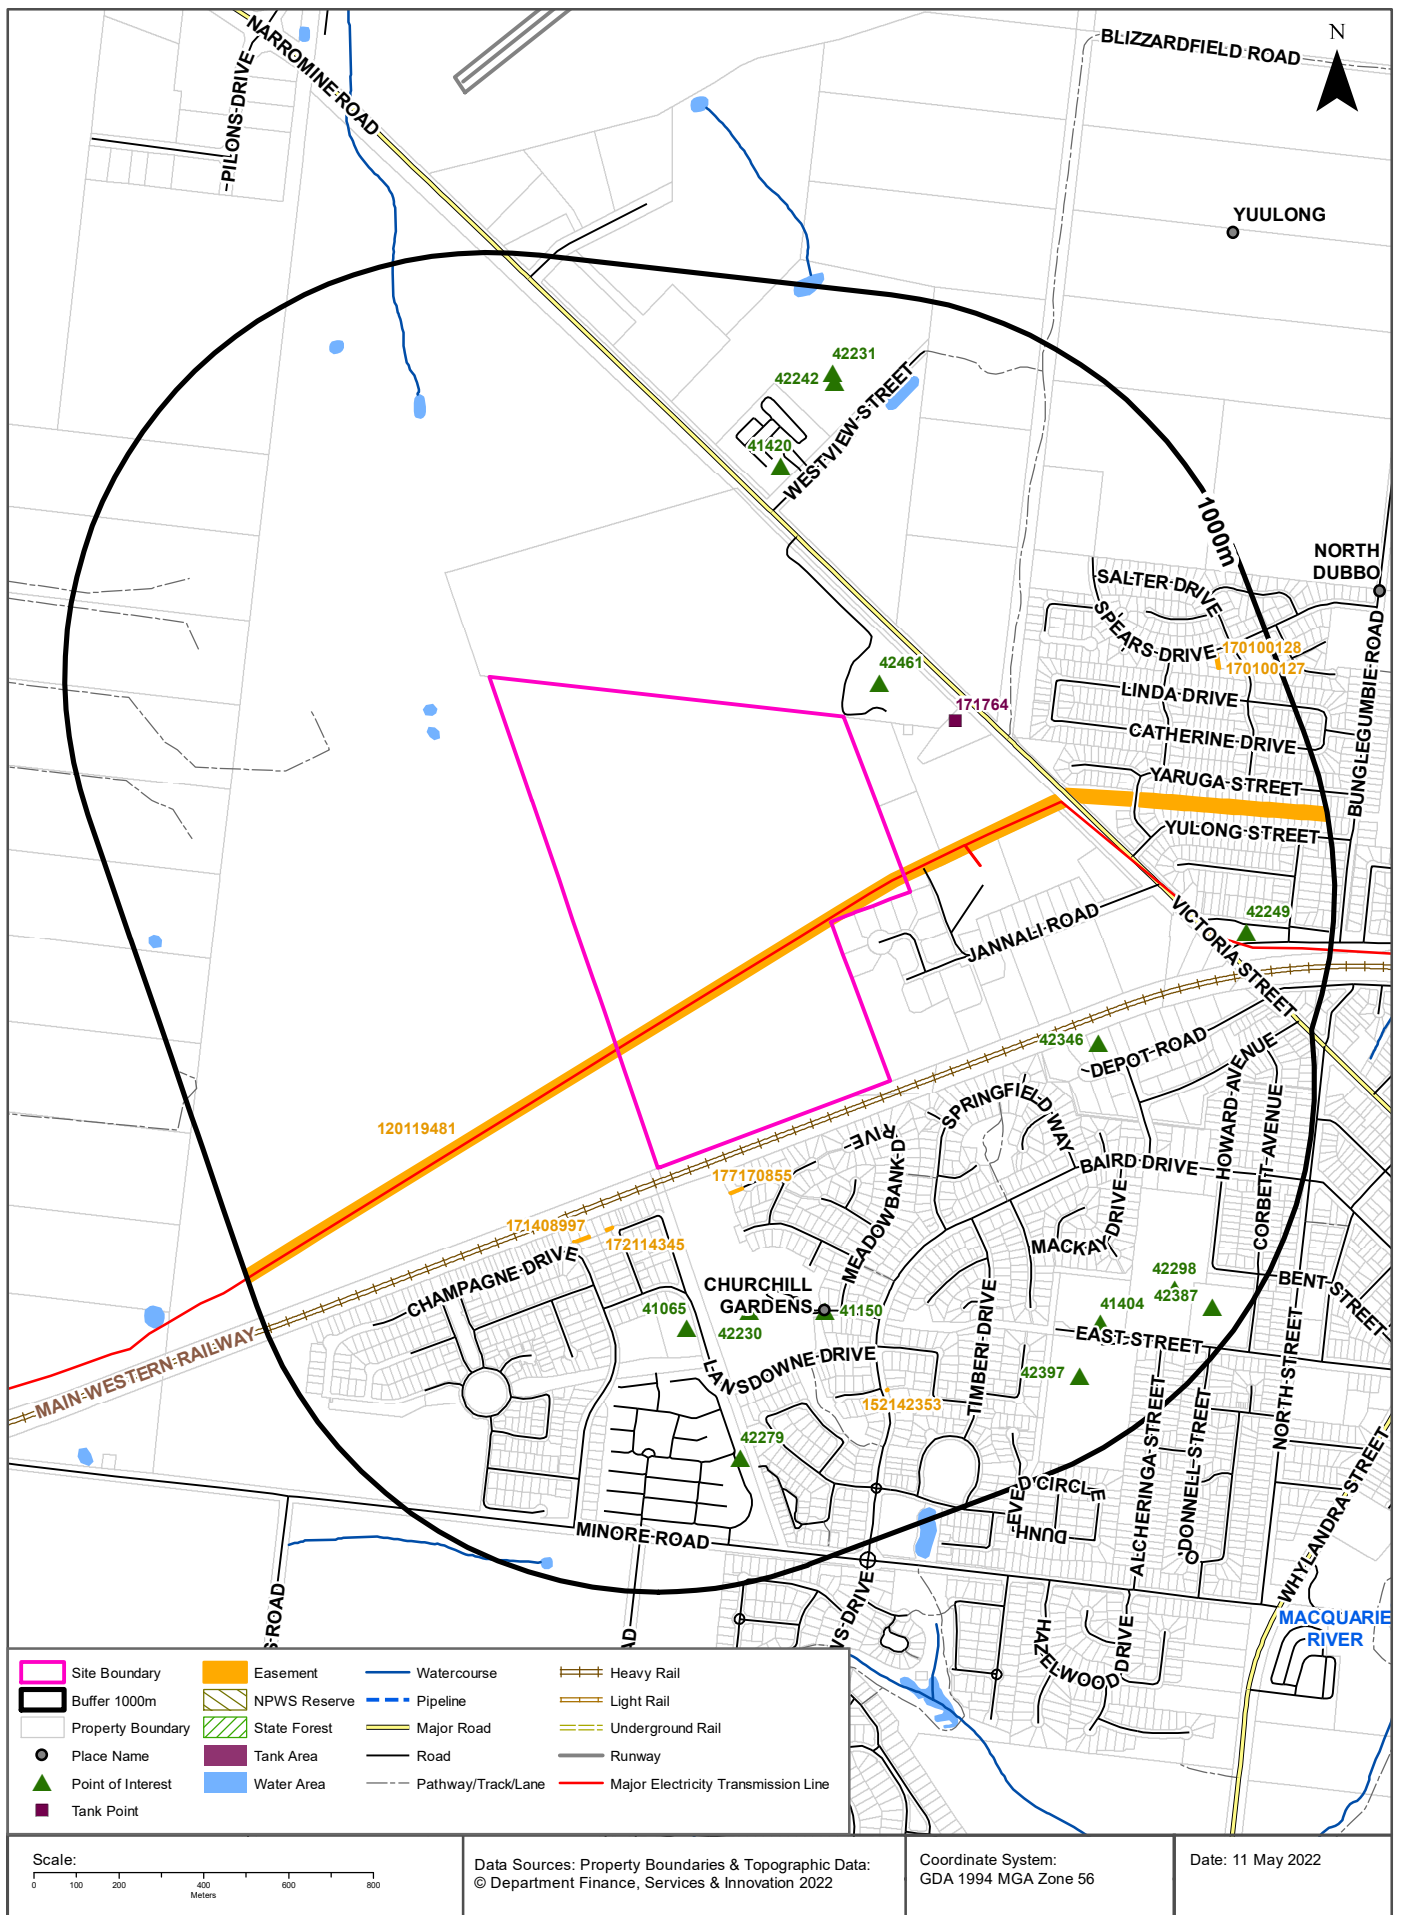 NARROMINE ROAD
PILONS DRIVE
BLIZZARDFIELD ROAD
N
YUULONG
42231
42242
WESTVIEW STREET
41420
1000m
NORTH
DUBBO
SALTER DRIVE
SPEARS DRIVE
170100128
170100127
42461
171764
LINDA DRIVE
CATHERINE DRIVE
BUNGLEGUMBIE ROAD
YARUGA STREET
YULONG STREET
42249
JANNALI ROAD
VICTORIA STREET
42346
DEPOT ROAD
HOWARD AVENUE
CORBETT AVENUE
SPRINGFIELD WAY
BAIRD DRIVE
MACKAY DRIVE
120119481
RIVE
MEADOWBANK D
177170855
171408997
172114345
CHAMPAGNE DRIVE
CHURCHILL
GARDENS
41065
42230
41150
42298
42387
41404
BENT STREET
EAST STREET
42397
TIMBERI DRIVE
LANSDOWNE DRIVE
152142353
NORTH STREET
MAIN WESTERN RAILWAY
42279
ALCHERINGA STREET
ODONNELL STREET
WHYLANDRA STREET
D CIRCLE
EVE
DUNH
MINORE ROAD
S ROAD
AD
WS DRIVE
HAZELWOOD DRIVE
MACQUARIE
RIVER
Site Boundary
Buffer 1000m
Property Boundary
Place Name
Point of Interest
Tank Point
Easement
NPWS Reserve
State Forest
Tank Area
Water Area
Watercourse
Pipeline
Major Road
Road
Pathway/Track/Lane
Heavy Rail
Light Rail
Underground Rail
Runway
Major Electricity Transmission Line
Scale:
0 100 200 400 600 800
Meters
Data Sources: Property Boundaries & Topographic Data:
© Department Finance, Services & Innovation 2022
Coordinate System:
GDA 1994 MGA Zone 56
Date: 11 May 2022